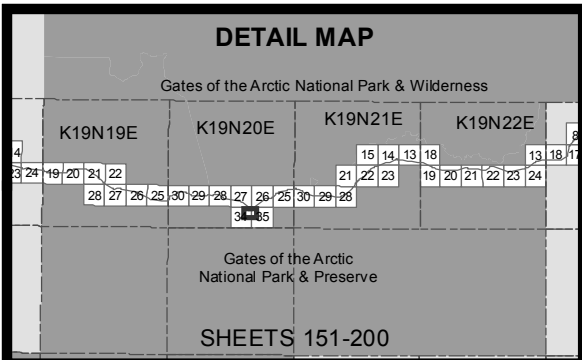 DETAIL MAP
Gates of the Arctic National Park & Wilderness
K19N19E
K19N20E
K19N21E
K19N22E
8
4 15 14 13 18 13 18 17
23 24 19 20 21 22 21 22 23 19 20 21 22 23 24
28 27 26 25 30 29 28 27 26 25 30 29 28
34 35
Gates of the Arctic
National Park & Preserve
SHEETS 151-200